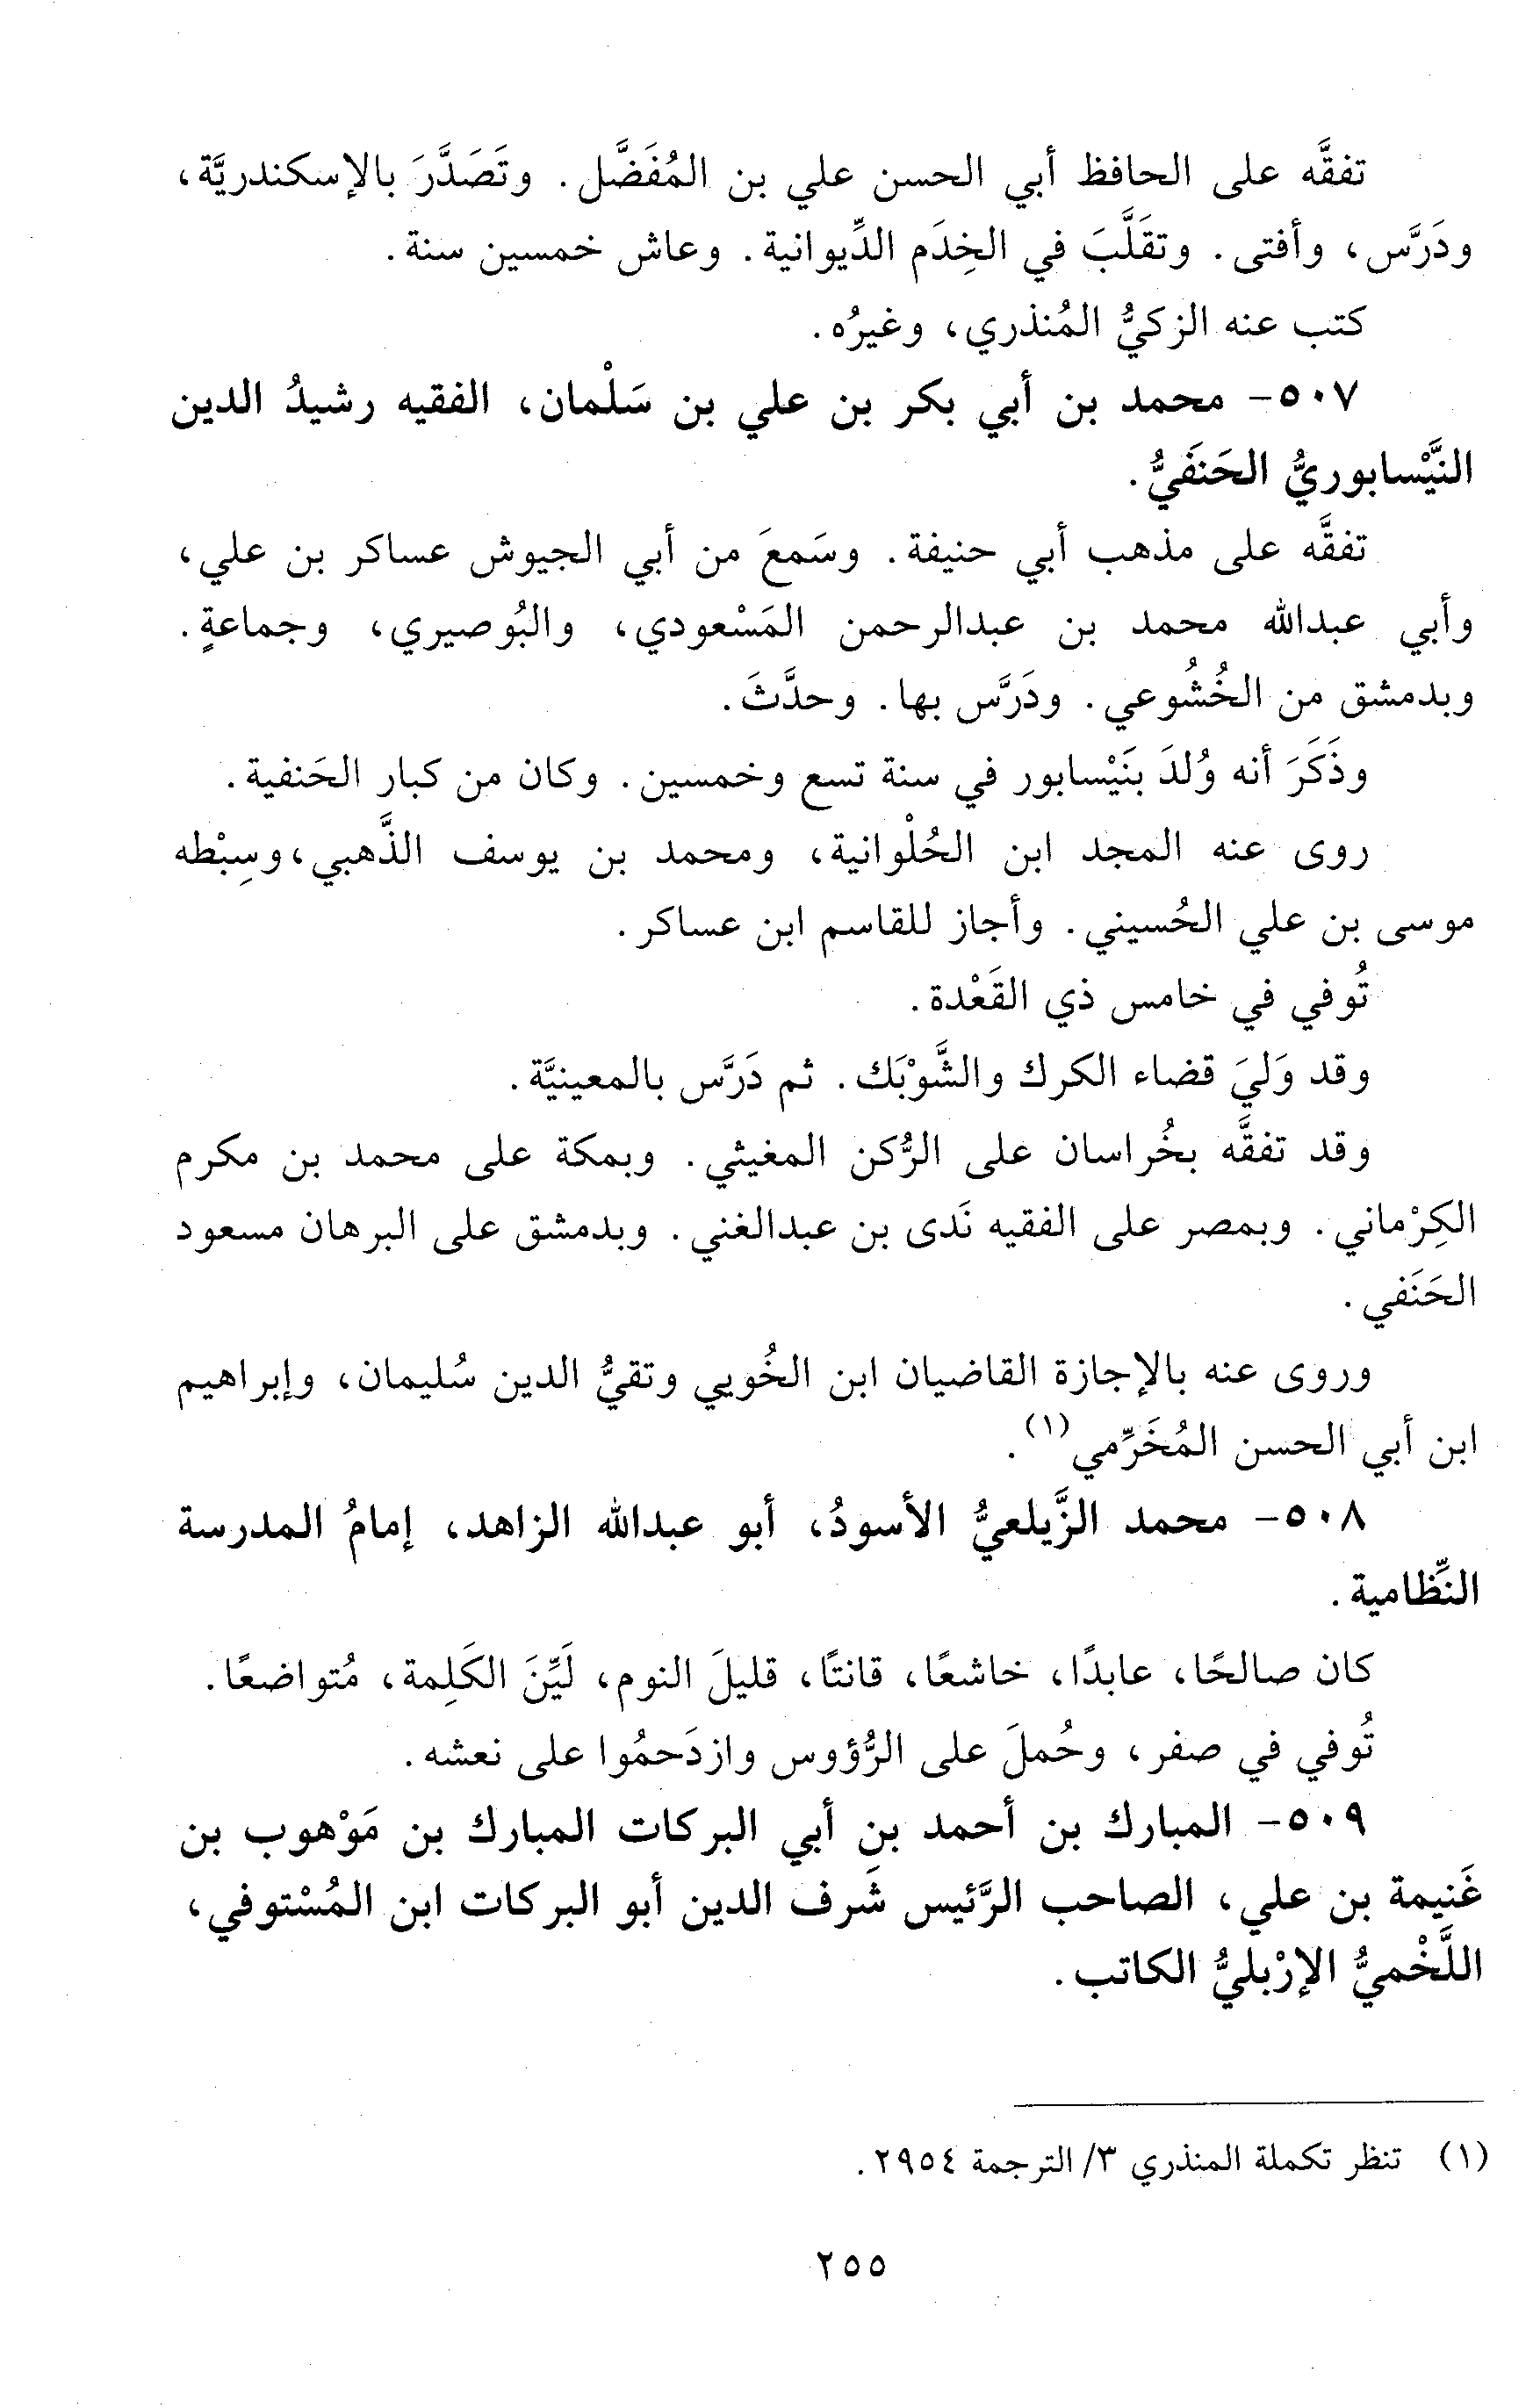 تفقَّه على الحافظ أبي الحسن علي بن المُفَضَّل. وتَصَدَّرَ بالإسكندريَّة،
ودَرَّس، وأفتى. وتقلَّبَ في الخِدَم الدِّيوانية. وعاش خمسين سنة.
كتب عنه الزكيُّ المُنذري، وغيرُه.
٥٠٧- محمد بن أبي بكر بن علي بن سَلْمان، الفقيه رشيدُ الدين
النَّيْسابوريُّ الحَنفَيُّ.
تفقَّه على مذهب أبي حنيفة. وسَمعَ من أبي الجيوش عساكر بن علي،
وأبي عبدالله محمد بن عبدالرحمن المَسْعودي، والبُوصيري، وجماعةٍ.
وبدمشق من الخُشُوعي. ودَرَّس بها. وحدَّثَ.
وذَكَرَ أنه وُلدَ بنَيْسابور في سنة تسع وخمسين. وكان من كبار الحَنفية.
روى عنه المجد ابن الحُلْوانية، ومحمد بن يوسف الذَّهبي، وسِبْطه
موسى بن علي الحُسيني. وأجاز للقاسم ابن عساكر.
تُوفي في خامس ذي القَعْدة.
وقد وَليَ قضاء الكرك والشَّوْبَك. ثم دَرَّس بالمعينيَّة.
وقد تفقَّه بخُراسان على الرُّكن المغيثي. وبمكة على محمد بن مكرم
الكِرْماني. وبمصر على الفقيه نَدى بن عبدالغني. وبدمشق على البرهان مسعود
الحَنَفي.
وروى عنه بالإجازة القاضيان ابن الخُويي وتقيُّ الدين سُليمان، وإبراهيم
ابن أبي الحسن المُخَرِّمي(١).
٥٠٨- محمد الزَّيلعيُّ الأسودُ، أبو عبدالله الزاهد، إمامُ المدرسة
النِّظامية.
كان صالحًا، عابدًا، خاشعًا، قانتًا، قليلَ النوم، لَيِّنَ الكَلِمة، مُتواضعًا.
تُوفي في صفر، وحُملَ على الرُّؤوس وازدَحمُوا على نعشه.
٥٠٩- المبارك بن أحمد بن أبي البركات المبارك بن مَوْهوب بن
غَنيمة بن علي، الصاحب الرَّئيس شَرف الدين أبو البركات ابن المُسْتوفي،
اللَّخْميُّ الإرْبليُّ الكاتب.
(١) تنظر تكملة المنذري ٣/ الترجمة ٢٩٥٤.
٢٥٥